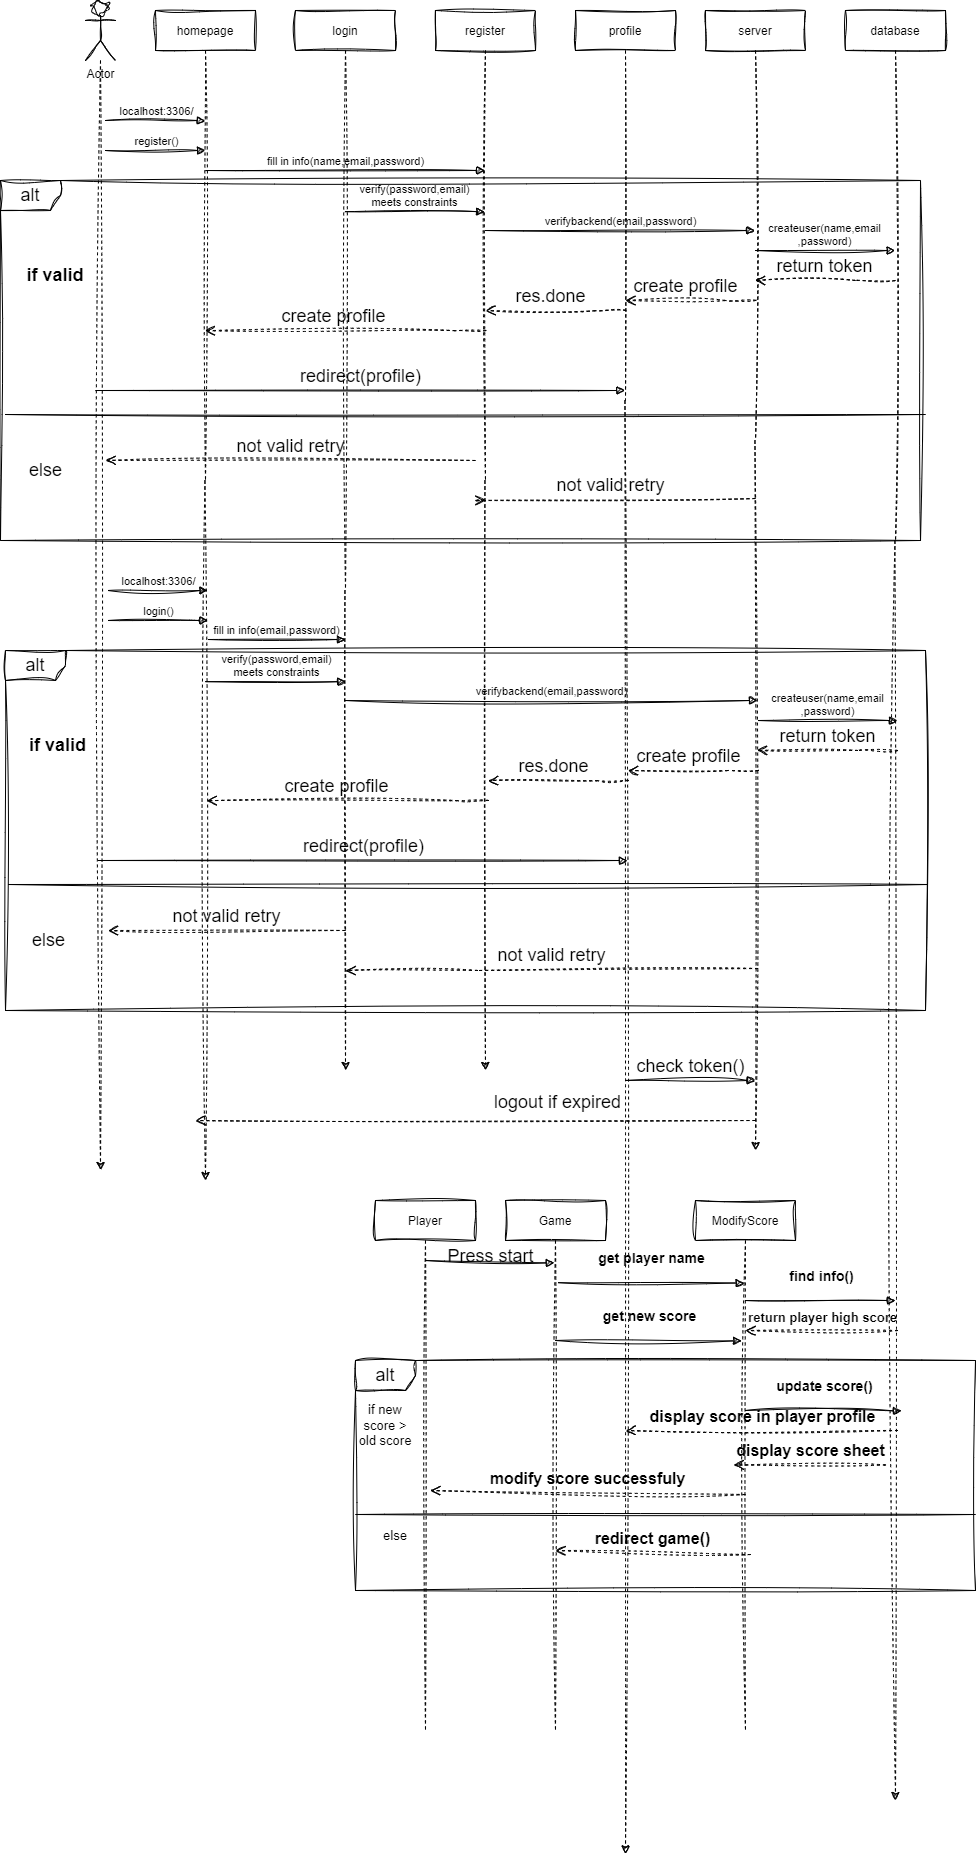 homepage
login
register
profile
server
database
Actor
localhost:3306/
register()
fill in info(name,email,password)
alt
verify(password,email)
meets constraints
verifybackend(email,password)
createuser(name,email
,password)
if valid
return token
create profile
res.done
create profile
redirect(profile)
not valid retry
else
not valid retry
localhost:3306/
login()
fill in info(email,password)
alt
verify(password,email)
meets constraints
verifybackend(email,password)
createuser(name,email
,password)
if valid
return token
create profile
res.done
create profile
redirect(profile)
not valid retry
else
not valid retry
check token()
logout if expired
Player
Game
ModifyScore
Press start
get player name
find info()
get new score
return player high score
alt
update score()
if new
score >
old score
display score in player profile
display score sheet
modify score successfuly
else
redirect game()